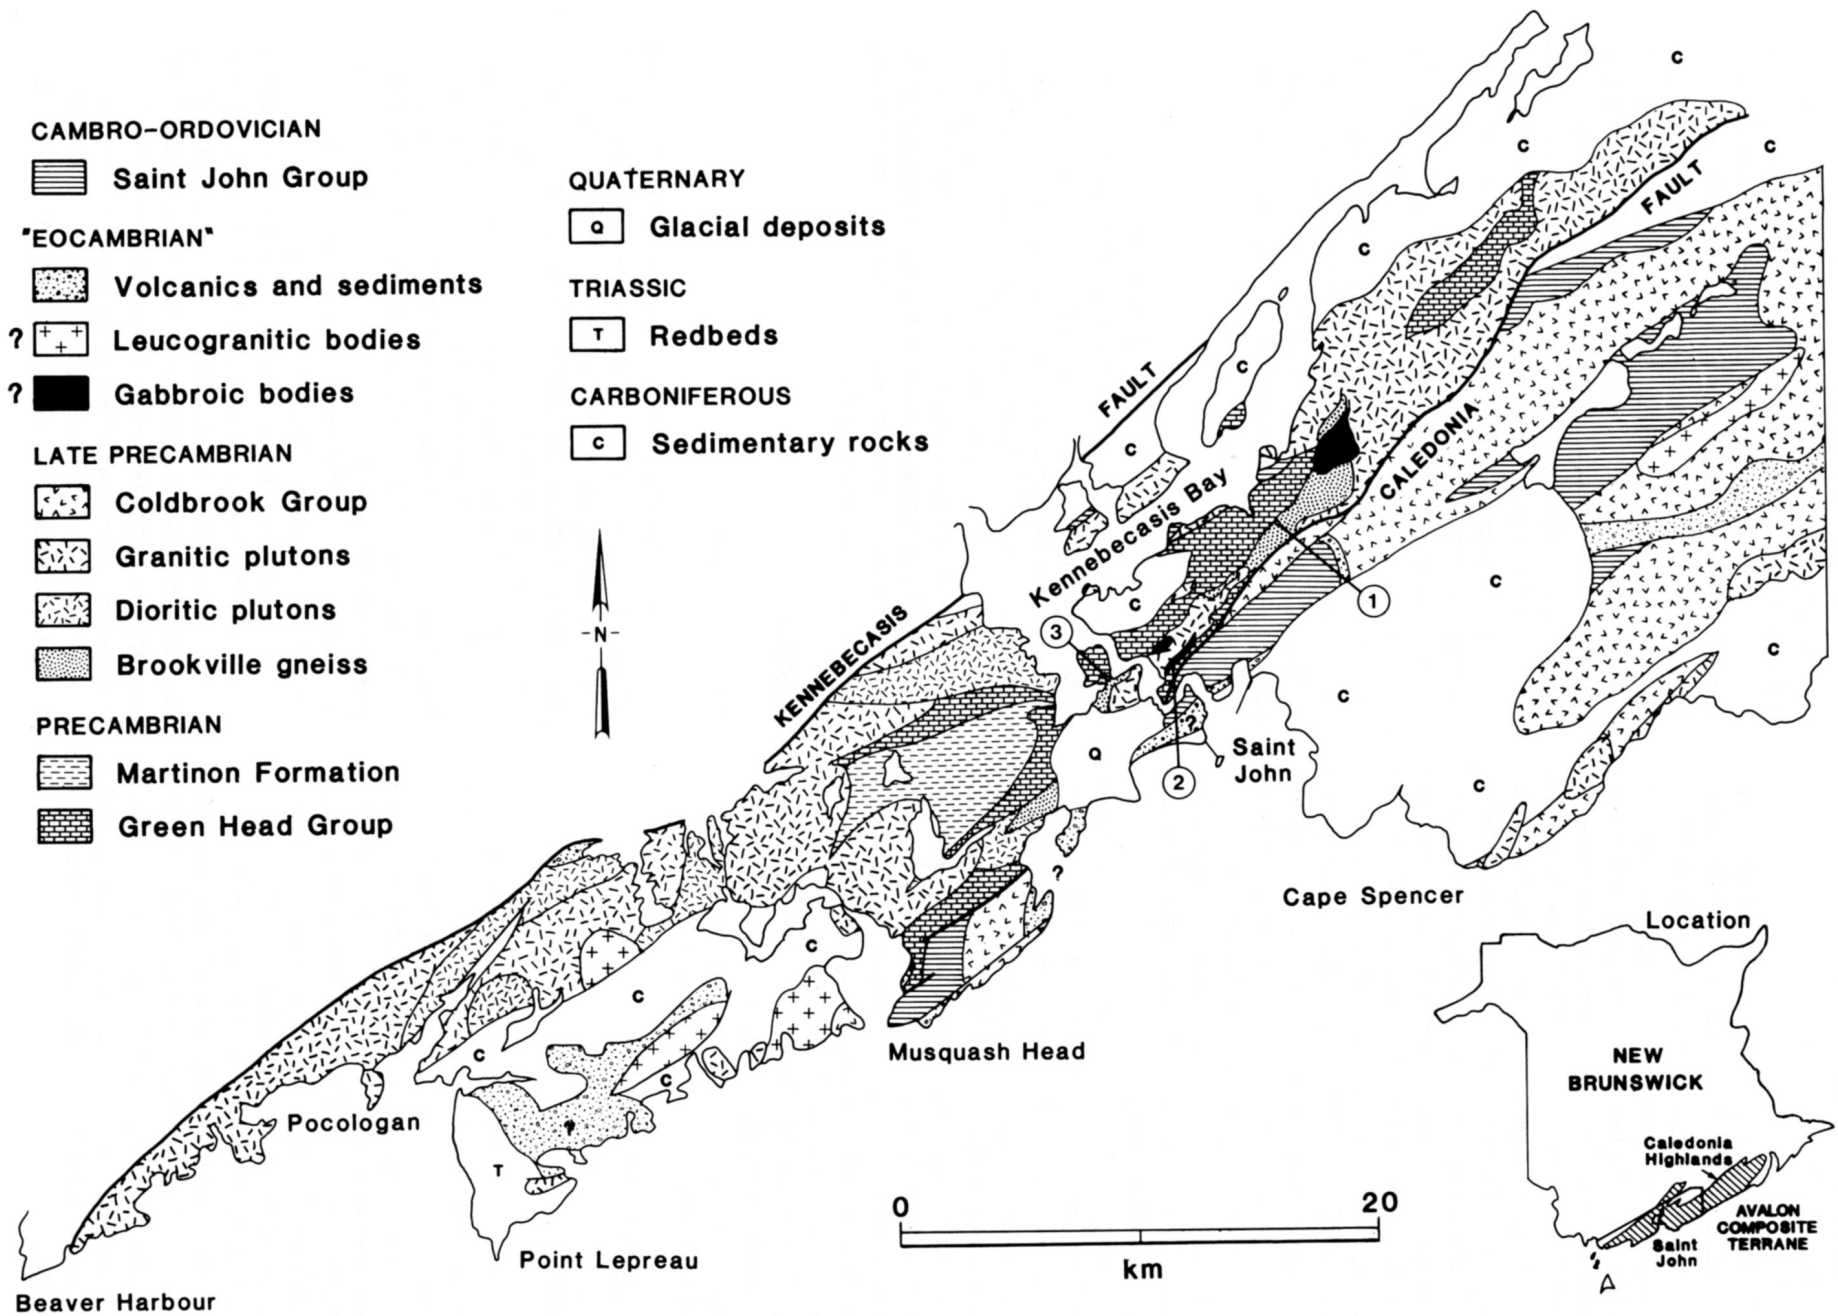 CAMBRO-ORDOVICIAN
Saint John Group
"EOCAMBRIAN"
Volcanics and sediments
? Leucogranitic bodies
? Gabbroic bodies
LATE PRECAMBRIAN
Coldbrook Group
Granitic plutons
Dioritic plutons
Brookville gneiss
PRECAMBRIAN
Martinon Formation
Green Head Group
QUATERNARY
Q Glacial deposits
TRIASSIC
T Redbeds
CARBONIFEROUS
C Sedimentary rocks
-N-
C
C
C
C
C
C
FAULT
FAULT
CALEDONIA
KENNEBECASIS
Kennebecasis Bay
C
C
C
C
C
C
1
3
2
Q
?
?
Saint
John
Cape Spencer
C
C
C
C
T
?
Musquash Head
Pocologan
Point Lepreau
Beaver Harbour
0 20
km
Location
NEW
BRUNSWICK
Caledonia
Highlands
AVALON
COMPOSITE
TERRANE
Saint
John